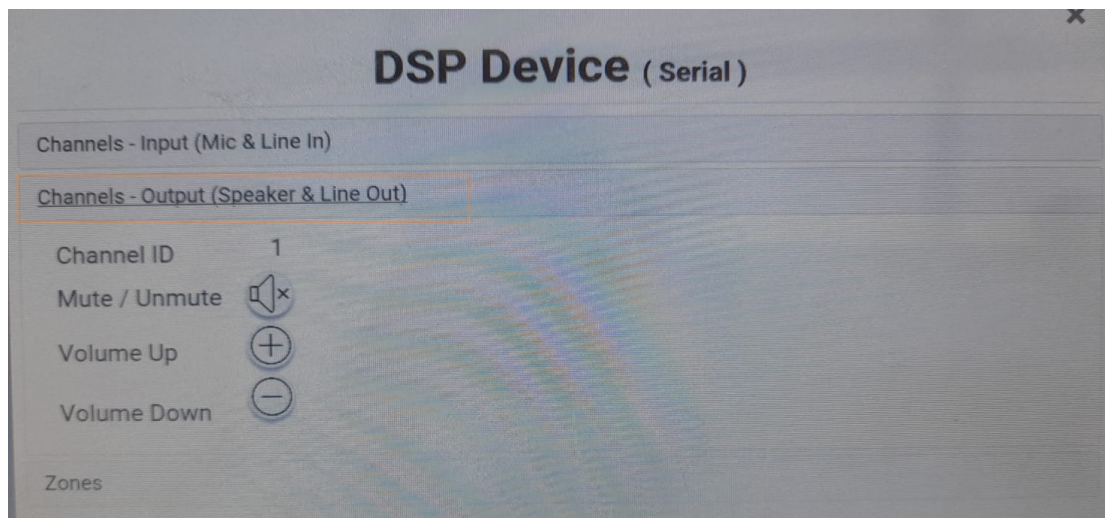 DSP Device ( Serial )
Channels - Input (Mic & Line In)
Channels - Output (Speaker & Line Out)
Channel ID 1
Mute / Unmute
Volume Up
Volume Down
Zones